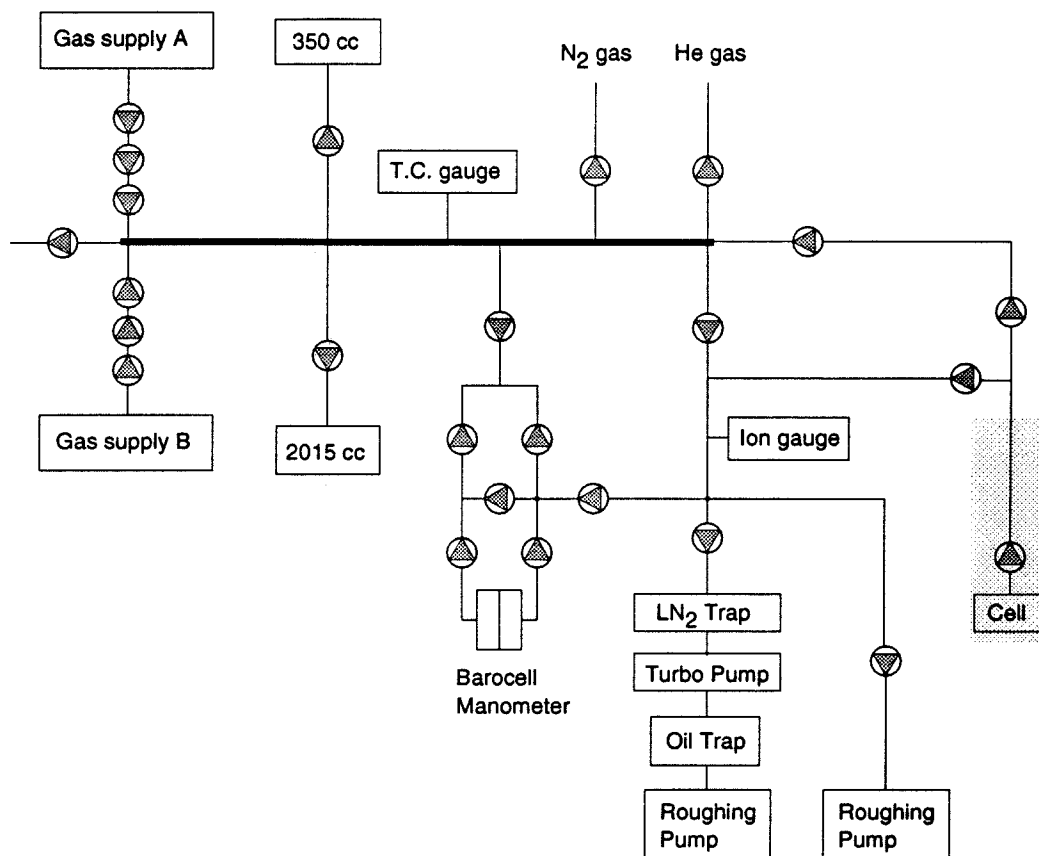 Gas supply A
350 cc
N2 gas
He gas
T.C. gauge
Gas supply B
2015 cc
Ion gauge
Cell
LN2 Trap
Barocell
Manometer
Turbo Pump
Oil Trap
Roughing
Pump
Roughing
Pump